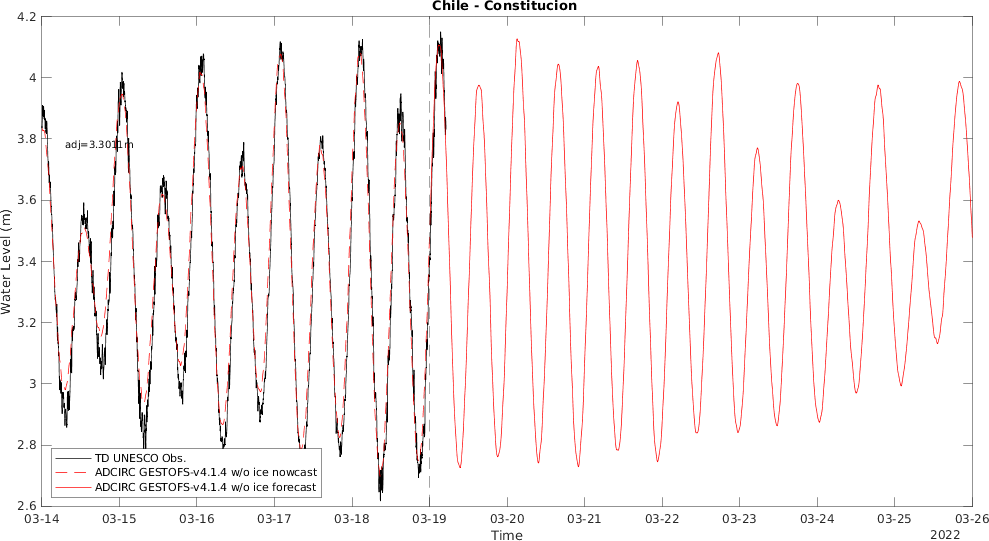 Chile - Constitucion
4.2
4
3.8
3.6
3.4
3.2
3
2.8
2.6
Water Level (m)
adj=3.3011m
TD UNESCO Obs.
ADCIRC GESTOFS-v4.1.4 w/o ice nowcast
ADCIRC GESTOFS-v4.1.4 w/o ice forecast
03-14 03-15 03-16 03-17 03-18 03-19 03-20 03-21 03-22 03-23 03-24 03-25 03-26
Time
2022